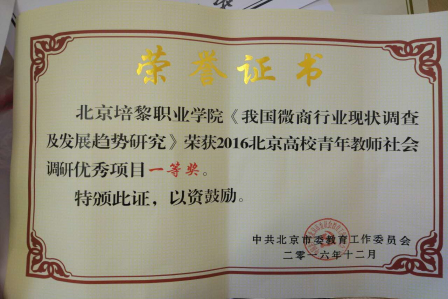 荣誉证书
北京培黎职业学院《我国微商行业现状调查
及发展趋势研究》荣获2016北京高校青年教师社会
调研优秀项目一等奖。
特颁此证，以资鼓励。
中共北京市委教育工作委员会
二零一六年十二月